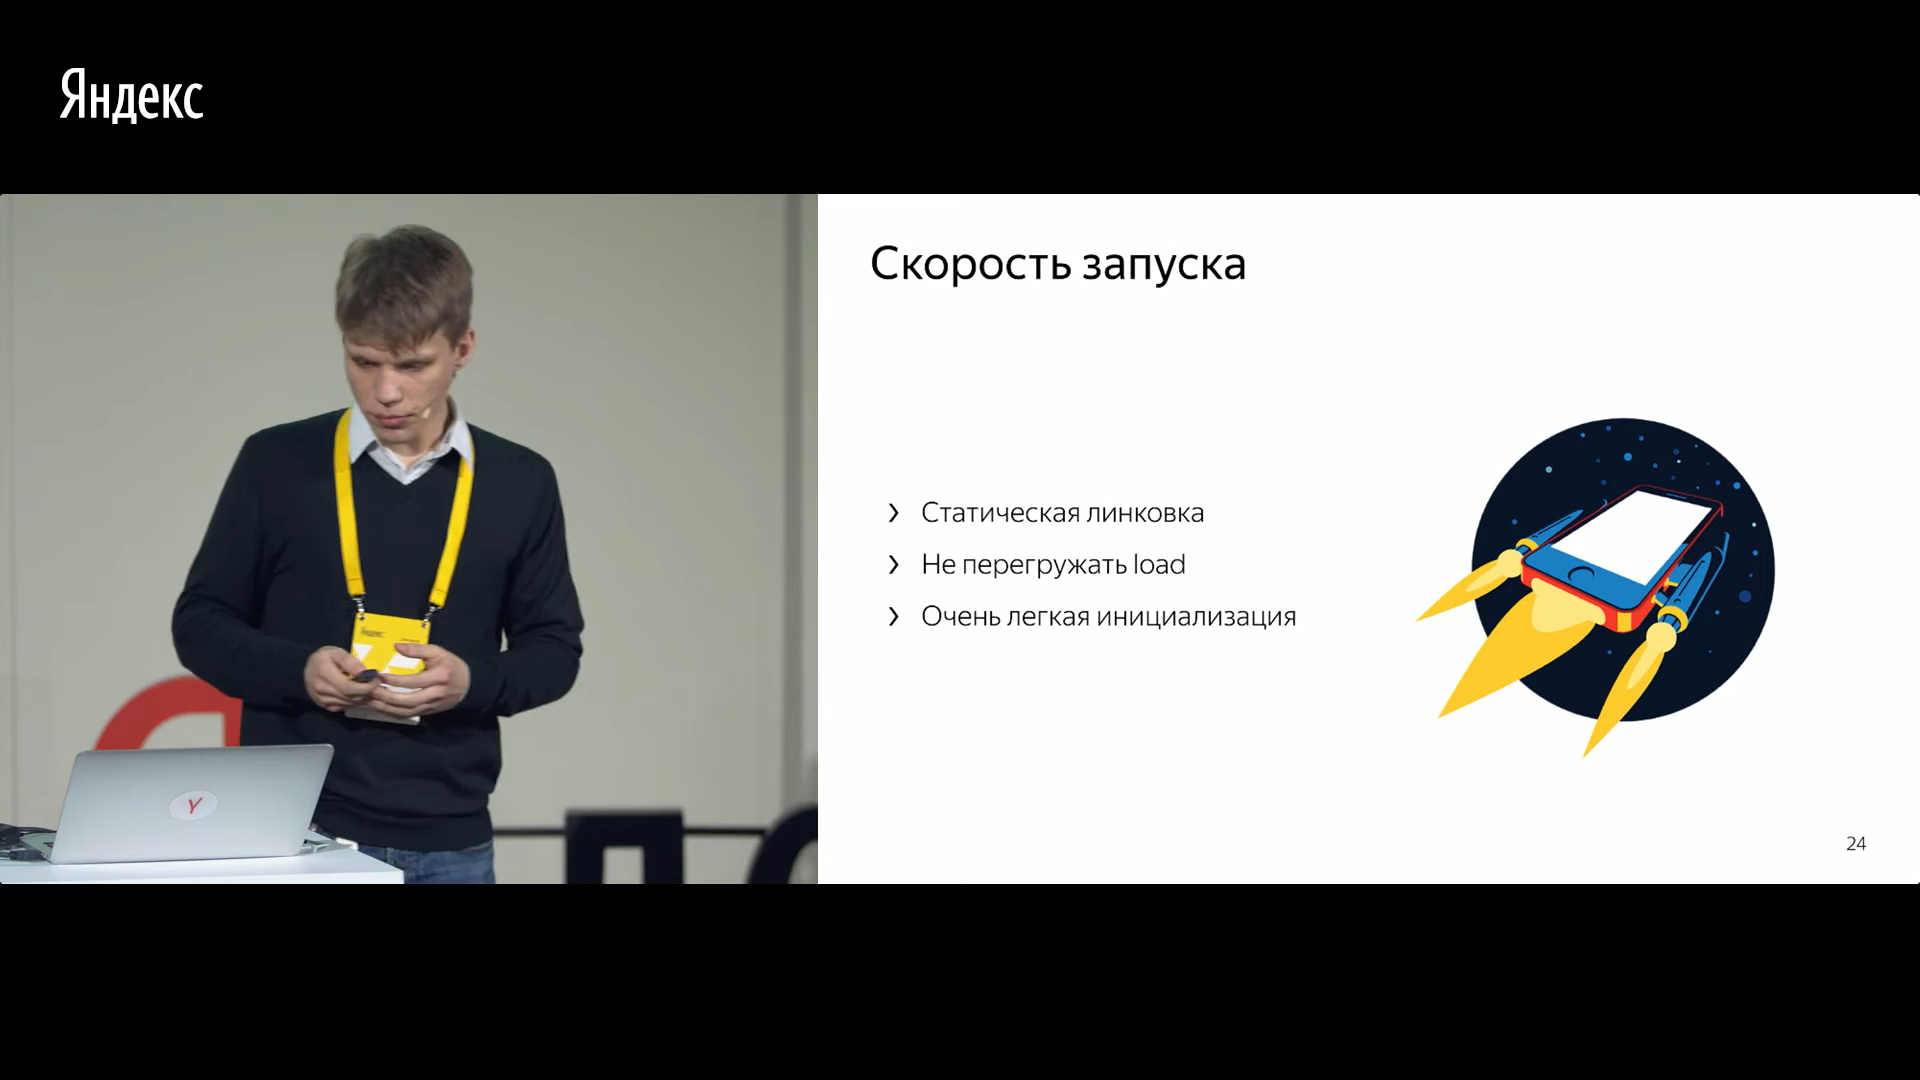 Яндекс
Скорость запуска
› Статическая линковка
› Не перегружать load
› Очень легкая инициализация
24
Y